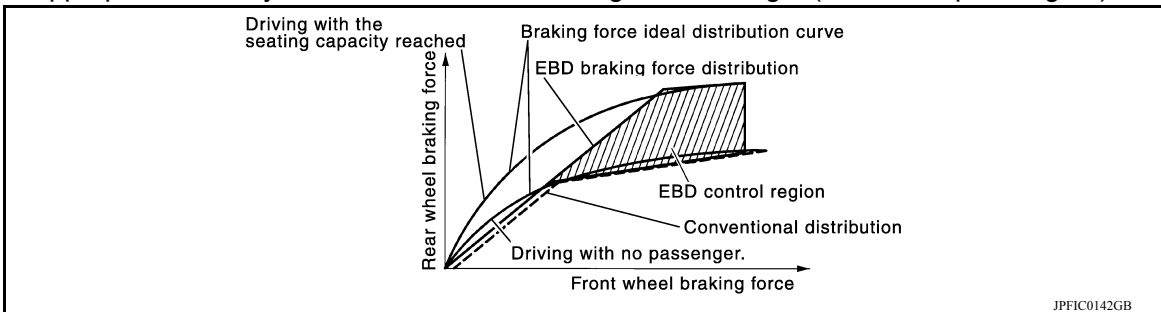 Driving with the
seating capacity reached
Braking force ideal distribution curve
EBD braking force distribution
Rear wheel braking force
EBD control region
Conventional distribution
Driving with no passenger.
Front wheel braking force
JPFIC0142GB